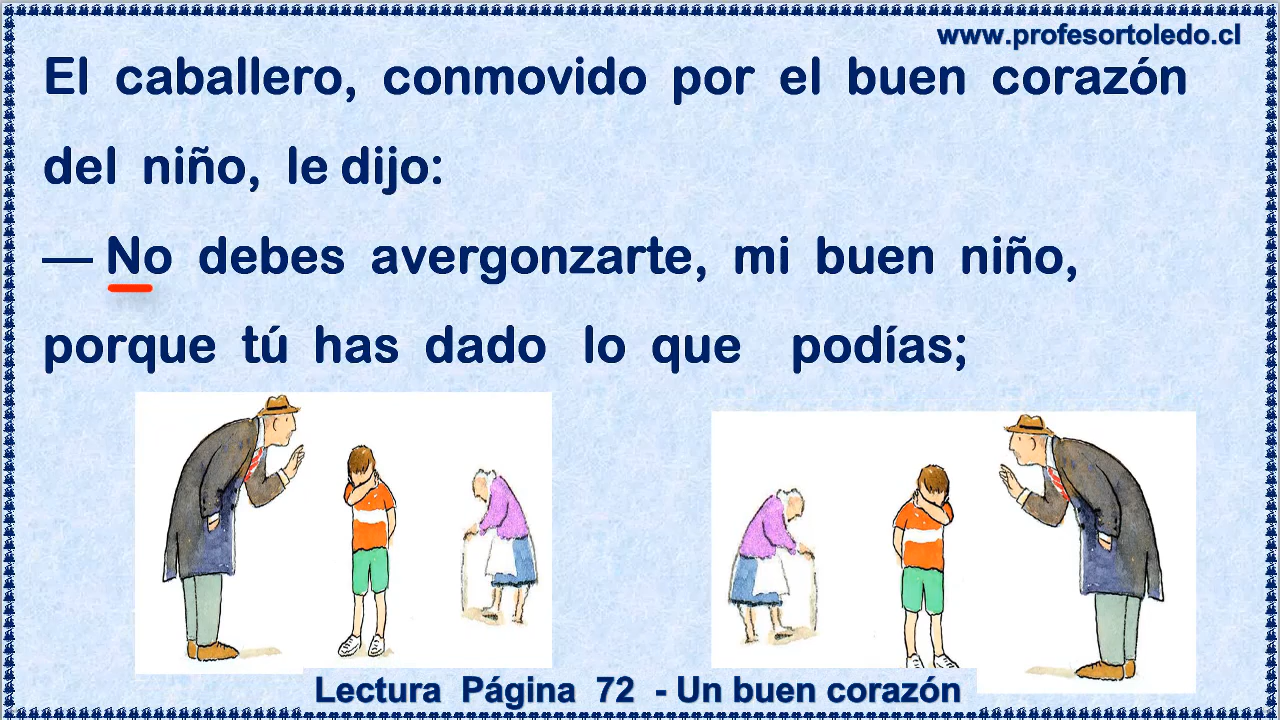 www.profesortoledo.cl
El caballero, conmovido por el buen corazón
del niño, le dijo:
— No debes avergonzarte, mi buen niño,
porque tú has dado lo que podías;
Lectura Página 72 - Un buen corazón